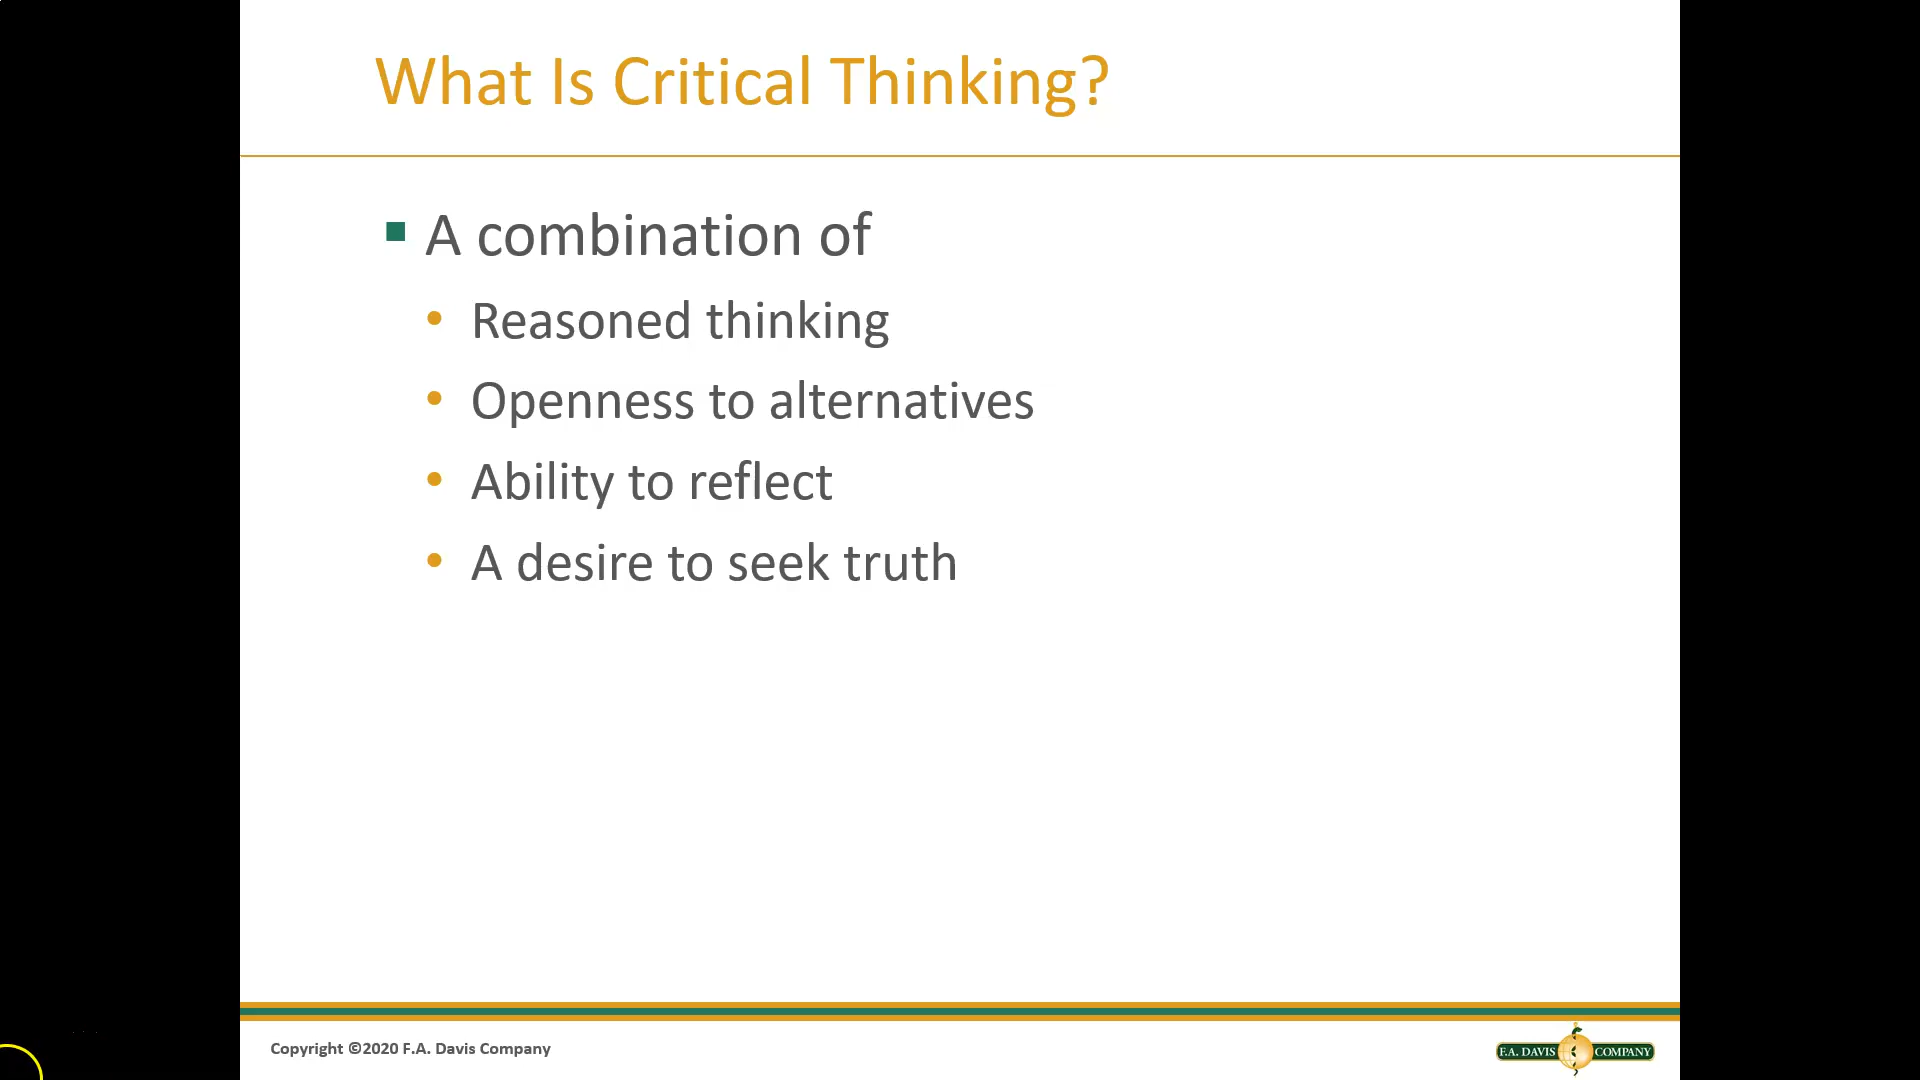 What Is Critical Thinking?
A combination of
Reasoned thinking
Openness to alternatives
Ability to reflect
A desire to seek truth
Copyright ©2020 F.A. Davis Company
F.A. DAVIS COMPANY